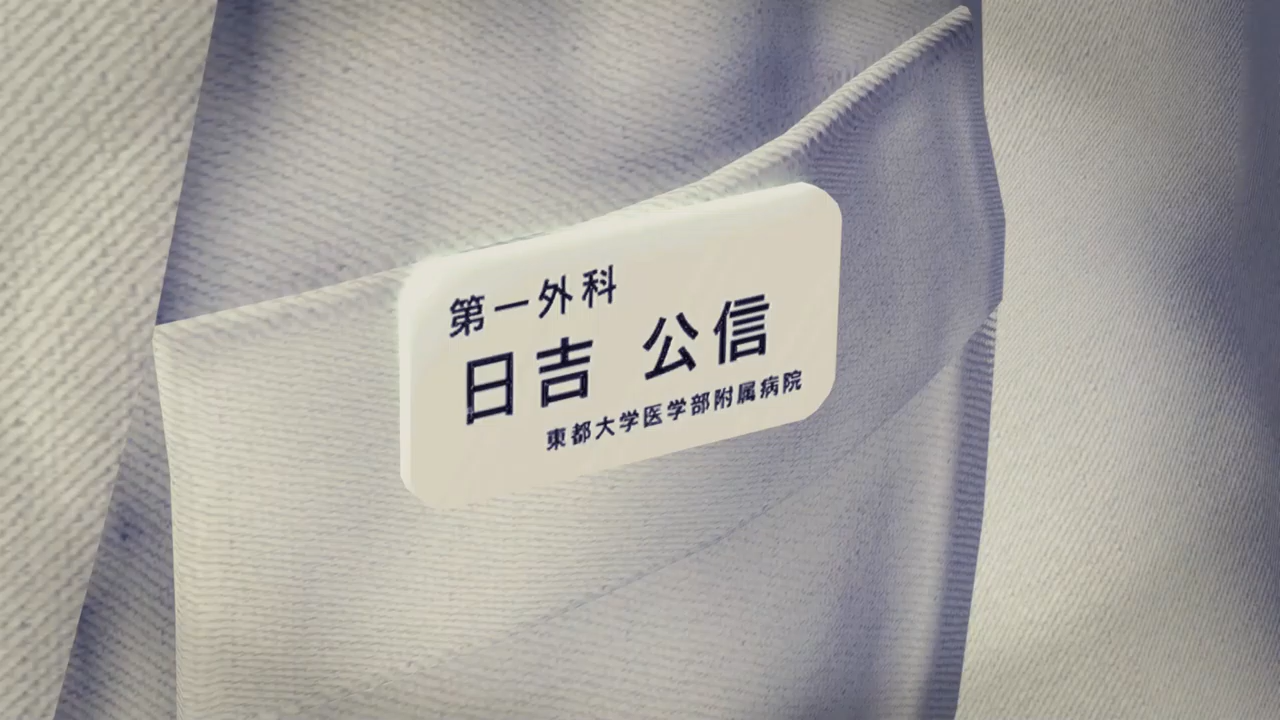 第一外科
日吉 公信
東都大学医学部附属病院